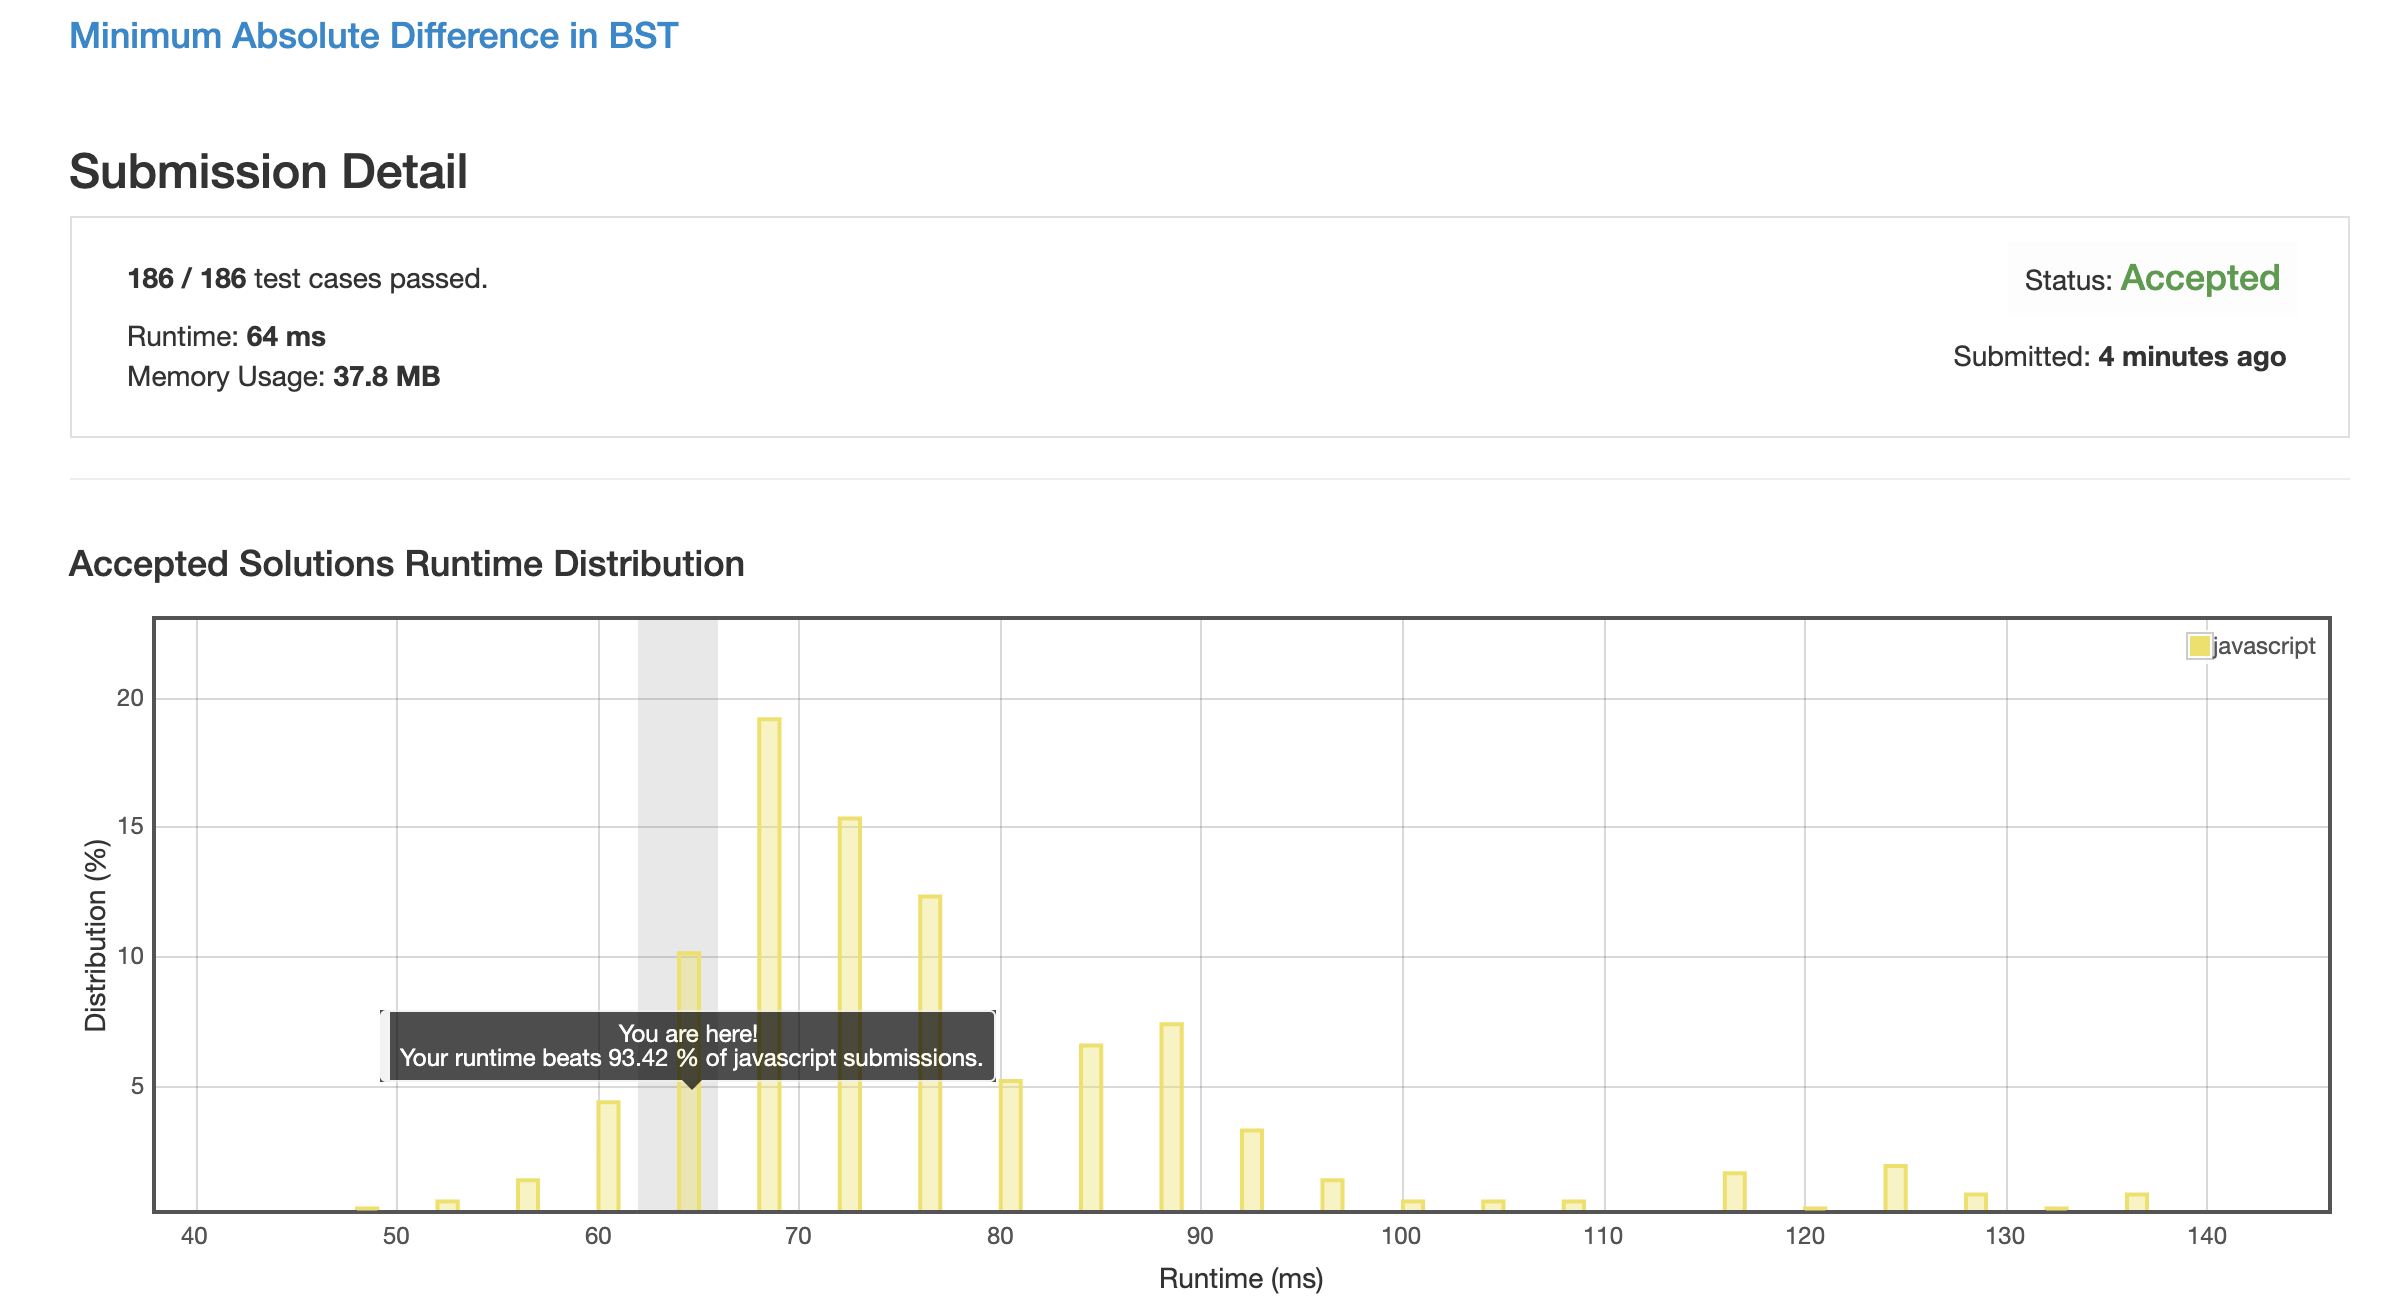 Minimum Absolute Difference in BST
Submission Detail
186 / 186 test cases passed.
Status: Accepted
Runtime: 64 ms
Memory Usage: 37.8 MB
Submitted: 4 minutes ago
Accepted Solutions Runtime Distribution
javascript
20
15
10
5
Distribution (%)
You are here!
Your runtime beats 93.42 % of javascript submissions.
40 50 60 70 80 90 100 110 120 130 140
Runtime (ms)